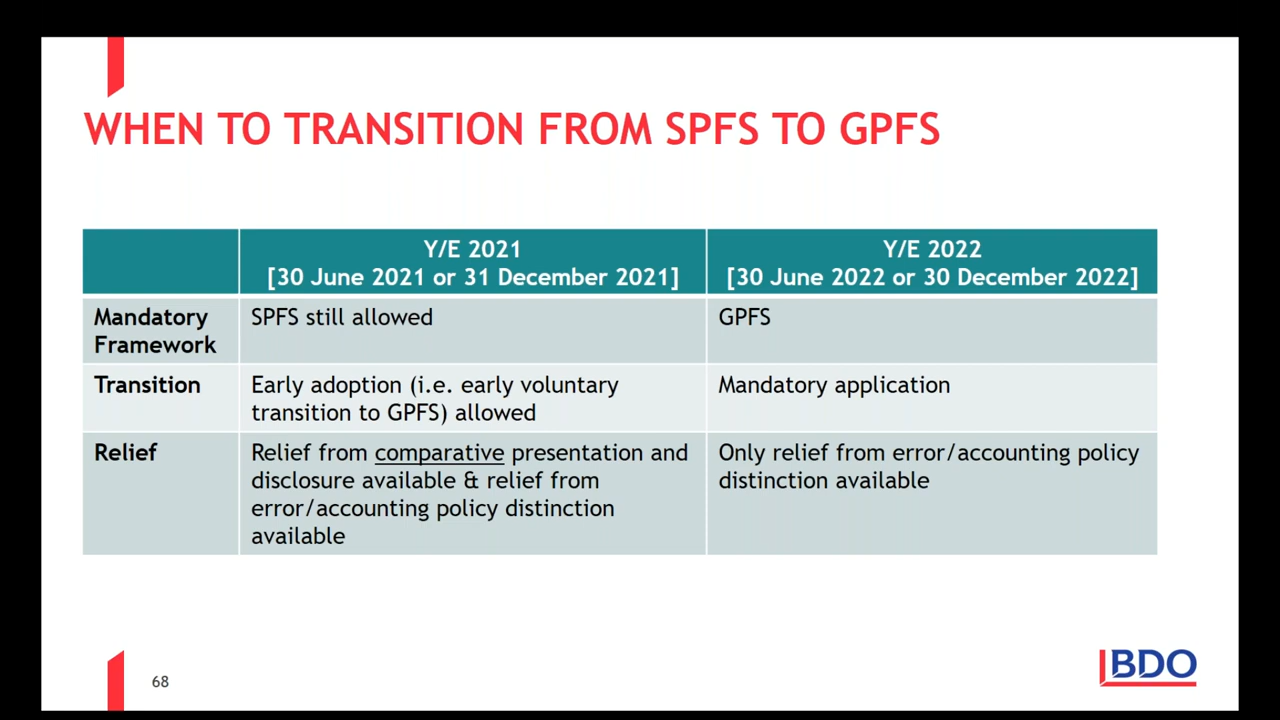 WHEN TO TRANSITION FROM SPFS TO GPFS
Y/E 2021
[30 June 2021 or 31 December 2021]
Y/E 2022
[30 June 2022 or 30 December 2022]
Mandatory
Framework
SPFS still allowed
GPFS
Transition
Early adoption (i.e. early voluntary
transition to GPFS) allowed
Mandatory application
Relief
Relief from comparative presentation and
disclosure available & relief from
error/accounting policy distinction
available
Only relief from error/accounting policy
distinction available
68
BDO